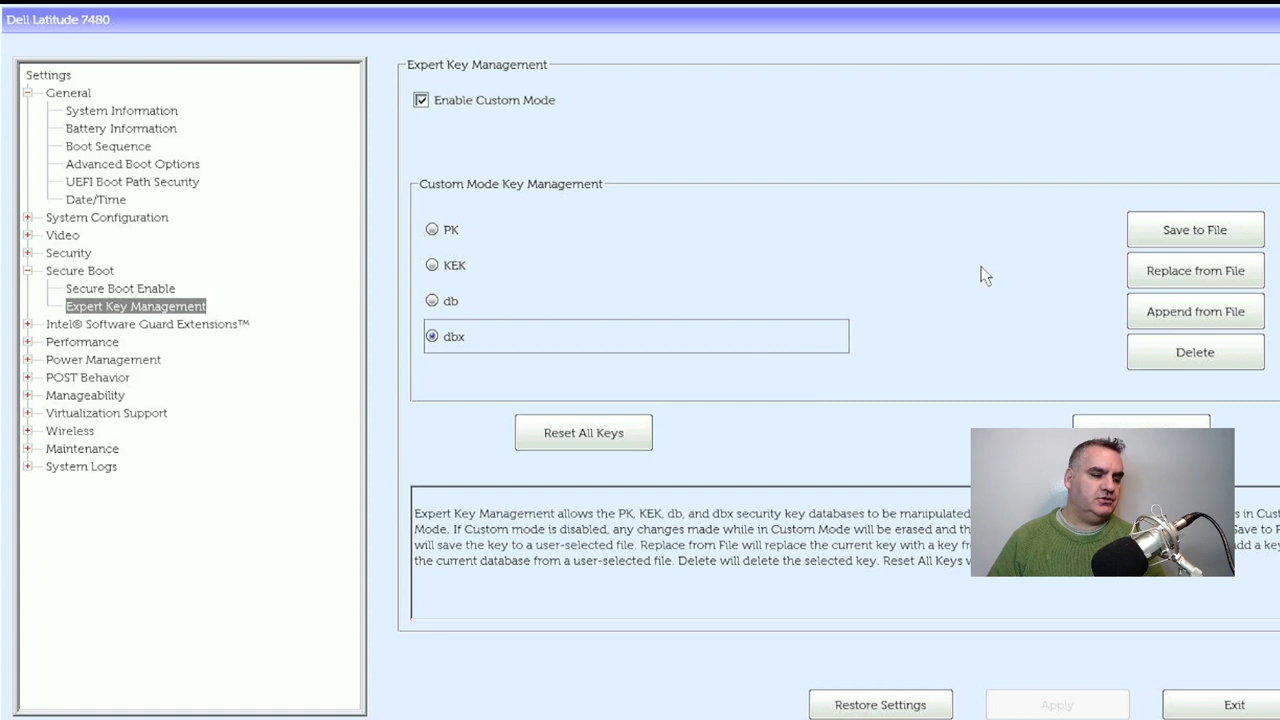 Dell Latitude 7480
Settings
General
System Information
Battery Information
Boot Sequence
Advanced Boot Options
UEFI Boot Path Security
Date/Time
System Configuration
Video
Security
Secure Boot
Secure Boot Enable
Expert Key Management
Intel® Software Guard Extensions™
Performance
Power Management
POST Behavior
Manageability
Virtualization Support
Wireless
Maintenance
System Logs
Expert Key Management
Enable Custom Mode
Custom Mode Key Management
PK
KEK
db
dbx
Save to File
Replace from File
Append from File
Delete
Reset All Keys
Expert Key Management allows the PK, KEK, db, and dbx security key databases to be manipulated
Mode. If Custom mode is disabled, any changes made while in Custom Mode will be erased and
will save the key to a user-selected file. Replace from File will replace the current key with a key
the current database from a user-selected file. Delete will delete the selected key. Reset All Keys
Restore Settings
Apply
Exit